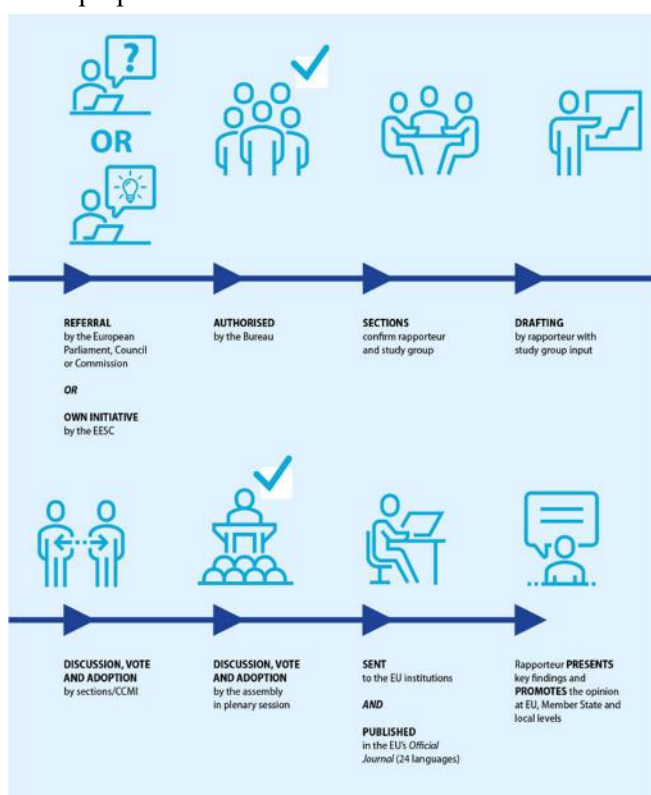 ?
OR
REFERRAL
by the European
Parliament, Council
or Commission
OR
OWN INITIATIVE
by the EESC
AUTHORISED
by the Bureau
SECTIONS
confirm rapporteur
and study group
DRAFTING
by rapporteur with
study group input
DISCUSSION, VOTE
AND ADOPTION
by sections/CCMI
DISCUSSION, VOTE
AND ADOPTION
by the assembly
in plenary session
SENT
to the EU institutions
AND
PUBLISHED
in the EU's Official
Journal (24 languages)
Rapporteur PRESENTS
key findings and
PROMOTES the opinion
at EU, Member State and
local levels